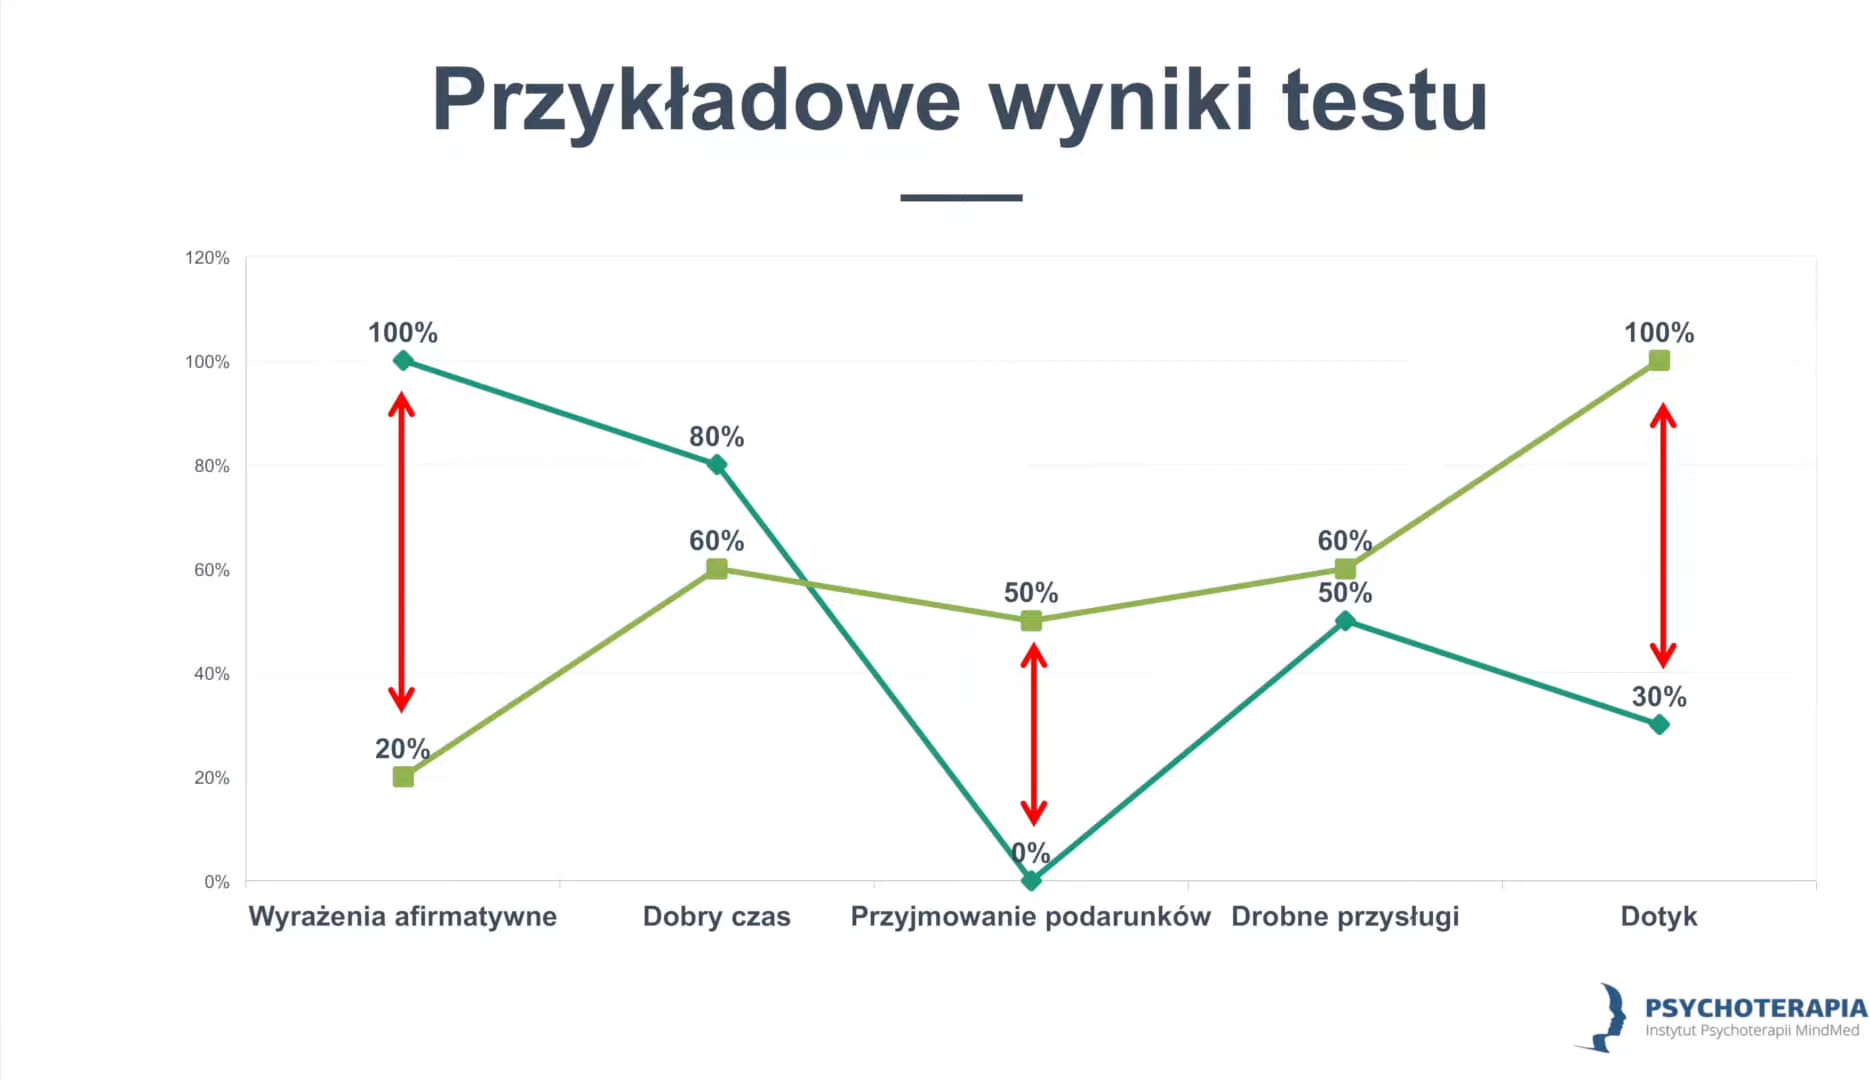 Przykładowe wyniki testu
120%
100%
80%
60%
40%
20%
0%
100%
80%
0%
50%
30%
20%
60%
50%
60%
100%
Wyrażenia afirmatywne
Dobry czas
Przyjmowanie podarunków
Drobne przysługi
Dotyk
PSYCHOTERAPIA
Instytut Psychoterapii MindMed